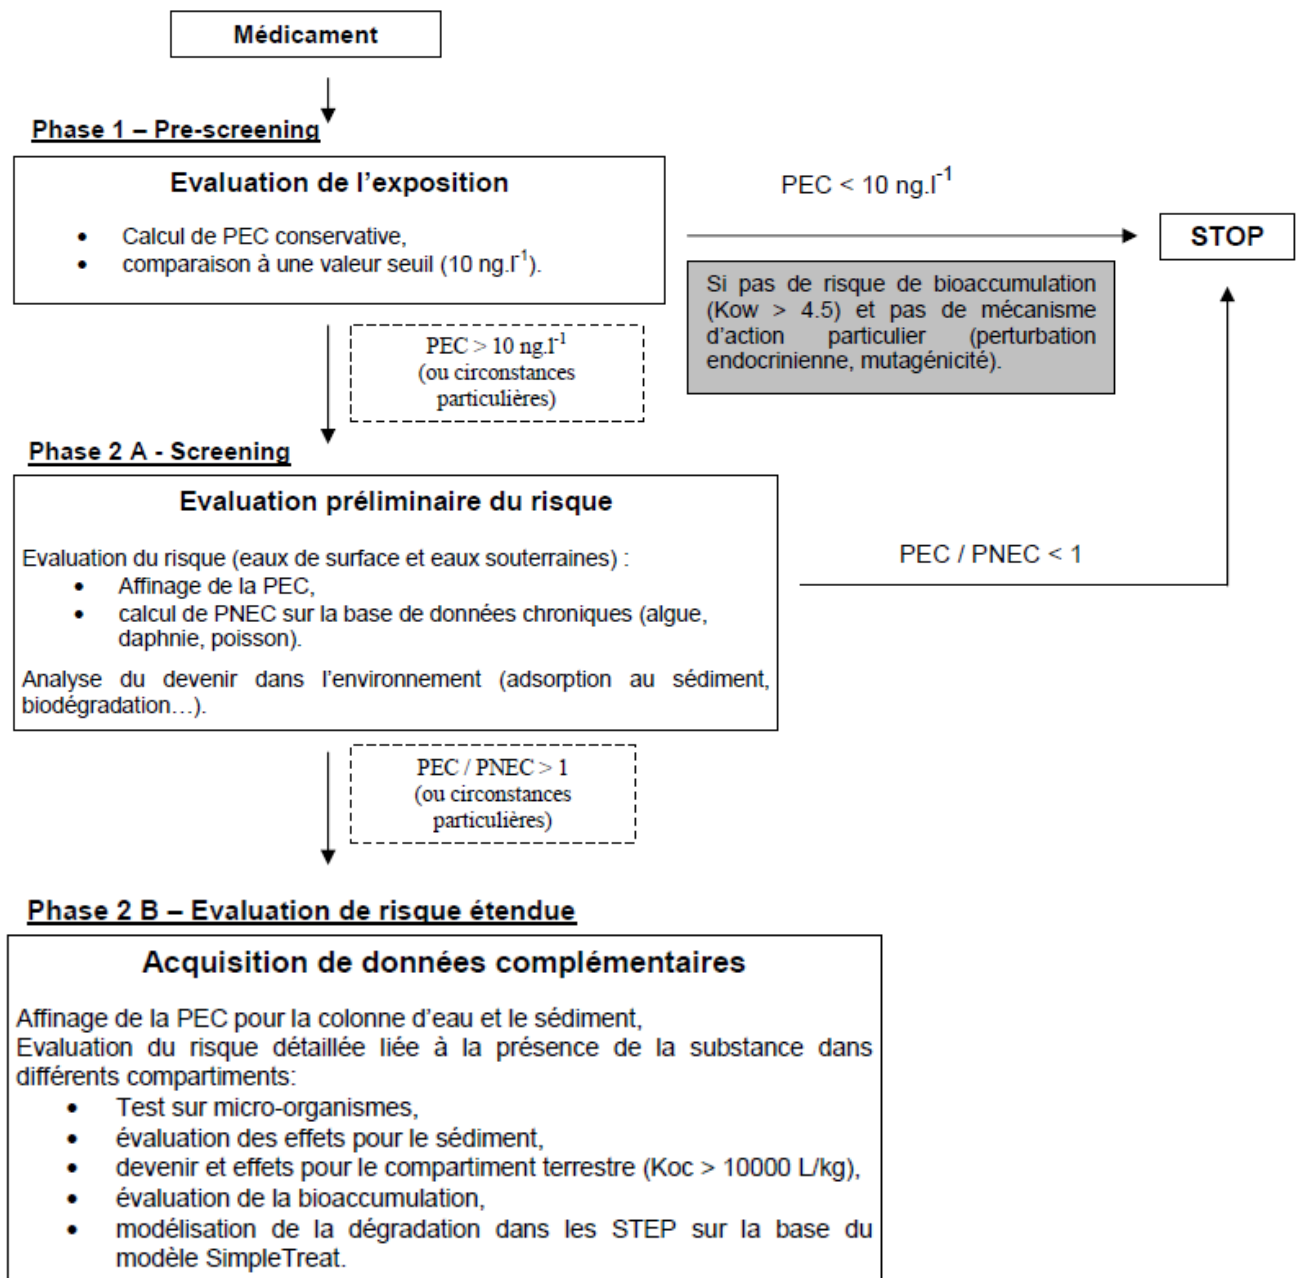 Médicament
Phase 1 – Pre-screening
Evaluation de l'exposition
• Calcul de PEC conservative,
• comparaison à une valeur seuil (10 ng.l⁻¹).
PEC < 10 ng.l⁻¹
STOP
Si pas de risque de bioaccumulation
(Kow > 4.5) et pas de mécanisme
d'action particulier (perturbation
endocrinienne, mutagénicité).
PEC > 10 ng.l⁻¹
(ou circonstances
particulières)
Phase 2 A - Screening
Evaluation préliminaire du risque
Evaluation du risque (eaux de surface et eaux souterraines) :
• Affinage de la PEC,
• calcul de PNEC sur la base de données chroniques (algue,
daphnie, poisson).
Analyse du devenir dans l'environnement (adsorption au sédiment,
biodégradation…).
PEC / PNEC < 1
PEC / PNEC > 1
(ou circonstances
particulières)
Phase 2 B – Evaluation de risque étendue
Acquisition de données complémentaires
Affinage de la PEC pour la colonne d'eau et le sédiment,
Evaluation du risque détaillée liée à la présence de la substance dans
différents compartiments:
• Test sur micro-organismes,
• évaluation des effets pour le sédiment,
• devenir et effets pour le compartiment terrestre (Koc > 10000 L/kg),
• évaluation de la bioaccumulation,
• modélisation de la dégradation dans les STEP sur la base du
modèle SimpleTreat.